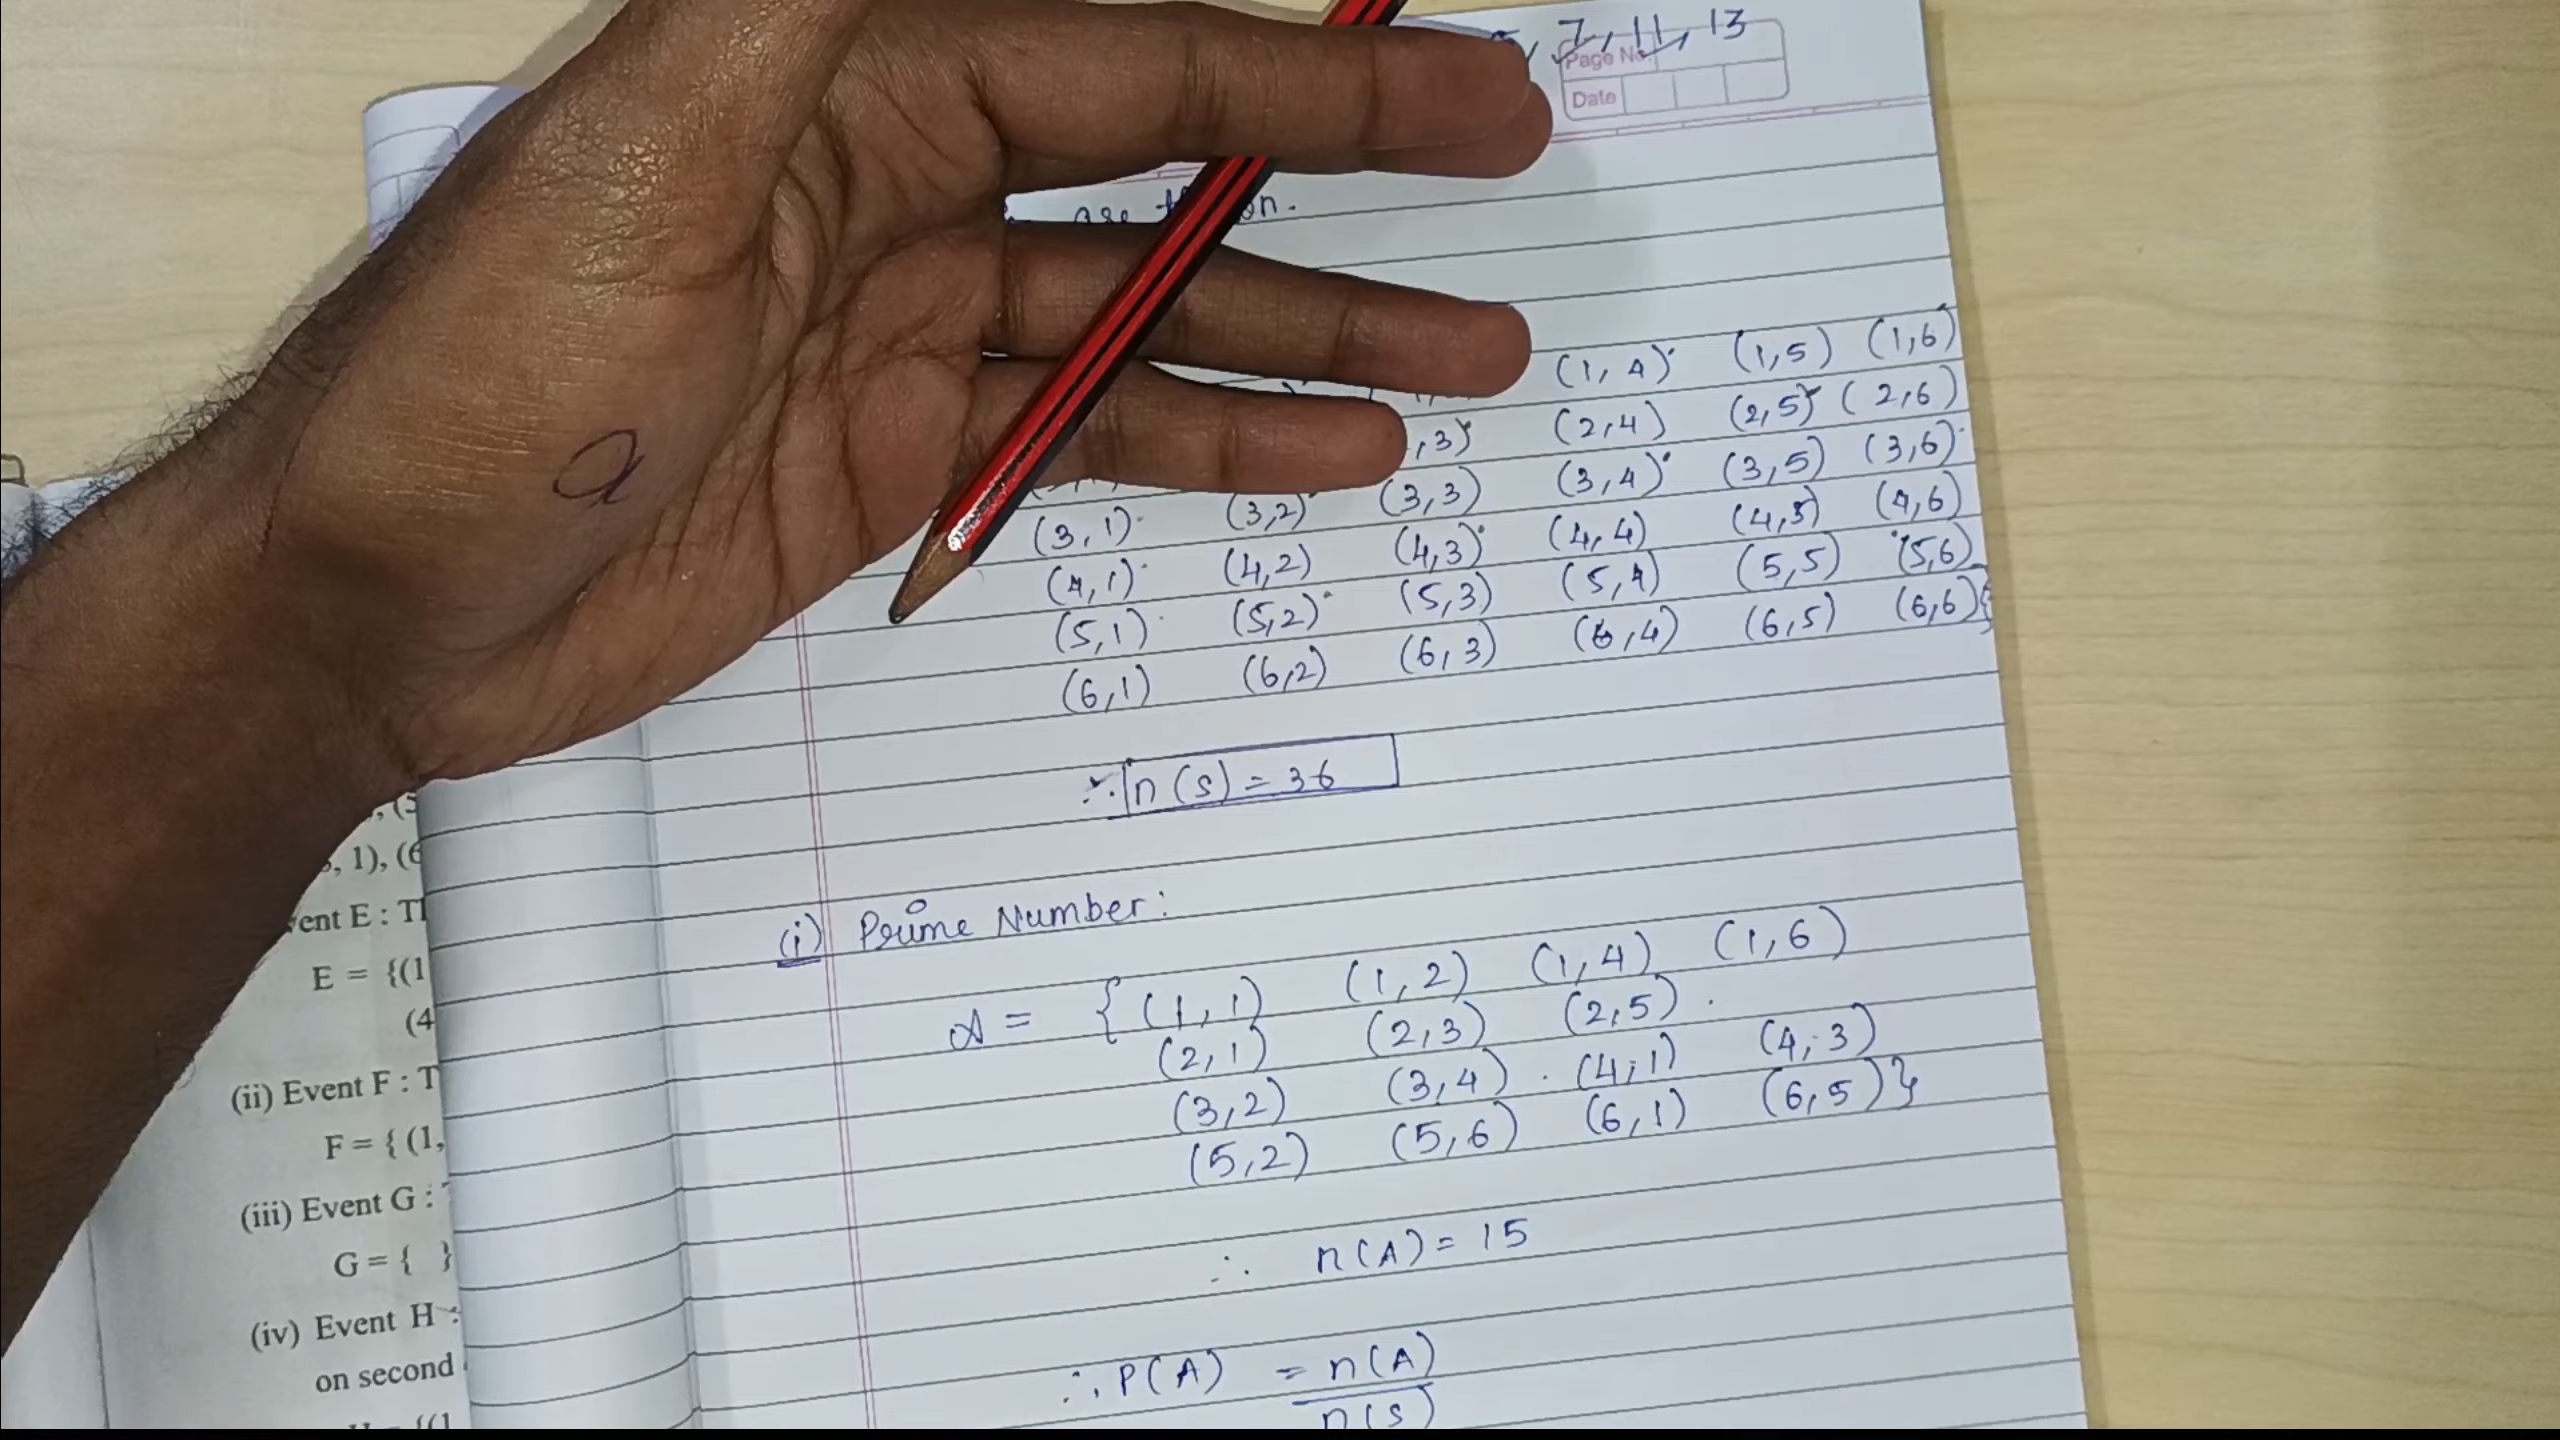 7, 11, 13
Page No.
Date
are
(1,4) (1,5) (1,6)
,3) (2,4) (2,5) (2,6)
(3,1) (3,2) (3,3) (3,4) (3,5) (3,6)
(4,1) (4,2) (4,3) (4,4) (4,5) (4,6)
(5,1) (5,2) (5,3) (5,4) (5,5) (5,6)
(6,1) (6,2) (6,3) (6,4) (6,5) (6,6)}
∴ n(s) = 36
(i) Prime Number:
A = {(1,1) (1,2) (1,4) (1,6)
(2,1) (2,3) (2,5) .
(3,2) (3,4) . (4,1) (4,3)
(5,2) (5,6) (6,1) (6,5)}
∴ n(A) = 15
∴ P(A) = n(A)
n(s)
a
, 1), (6
vent E : T
E = {(1
(4
(ii) Event F : T
F = { (1,
(iii) Event G :
G = { }
(iv) Event H :
on second